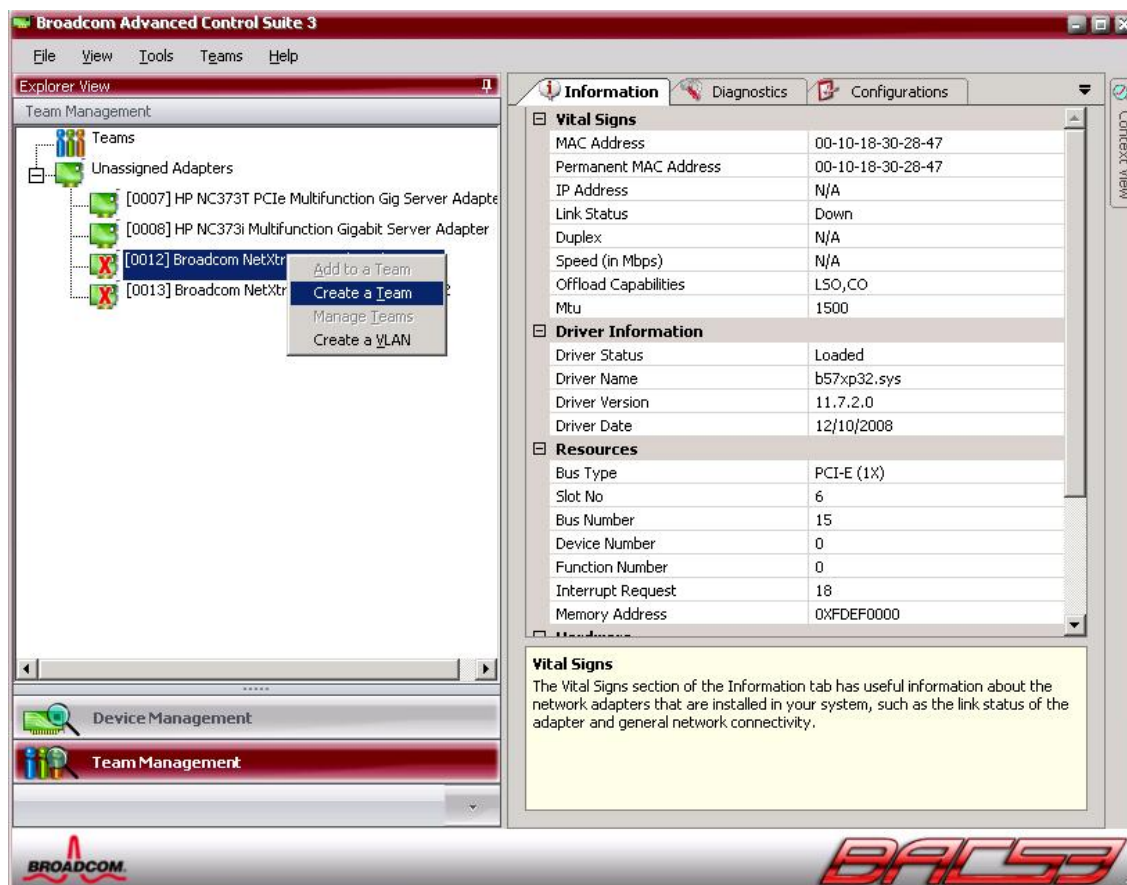 Broadcom Advanced Control Suite 3
File View Tools Teams Help
Explorer View
Team Management
Teams
Unassigned Adapters
[0007] HP NC373T PCIe Multifunction Gig Server Adapte
[0008] HP NC373i Multifunction Gigabit Server Adapter
[0012] Broadcom NetXtr
[0013] Broadcom NetXtr
Add to a Team
Create a Team
Manage Teams
Create a VLAN
Device Management
Team Management
Information Diagnostics Configurations
Vital Signs
MAC Address 00-10-18-30-28-47
Permanent MAC Address 00-10-18-30-28-47
IP Address N/A
Link Status Down
Duplex N/A
Speed (in Mbps) N/A
Offload Capabilities LSO,CO
Mtu 1500
Driver Information
Driver Status Loaded
Driver Name b57xp32.sys
Driver Version 11.7.2.0
Driver Date 12/10/2008
Resources
Bus Type PCI-E (1X)
Slot No 6
Bus Number 15
Device Number 0
Function Number 0
Interrupt Request 18
Memory Address 0XFDEF0000
Vital Signs
The Vital Signs section of the Information tab has useful information about the
network adapters that are installed in your system, such as the link status of the
adapter and general network connectivity.
Context View
BROADCOM.
BACS3